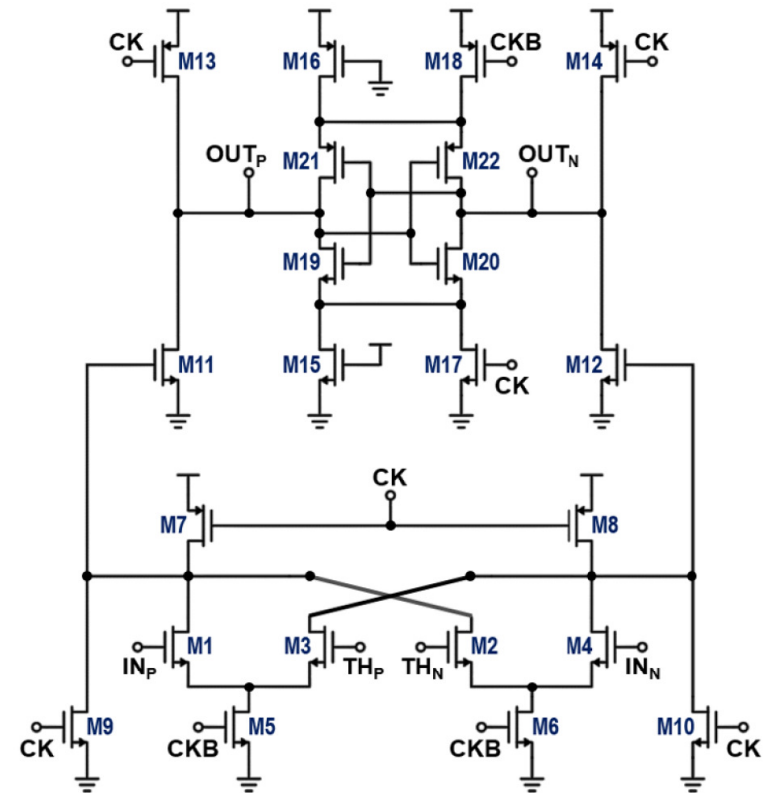 CK M13 M16 M18 CKB M14 CK
OUTP M21 M22 OUTN
M19 M20
M11 M15 M17 CK M12
CK
M7 M8
M1 M3 M2 M4
INP THP THN INN
M9 M5 M6 M10
CK CKB CKB CK